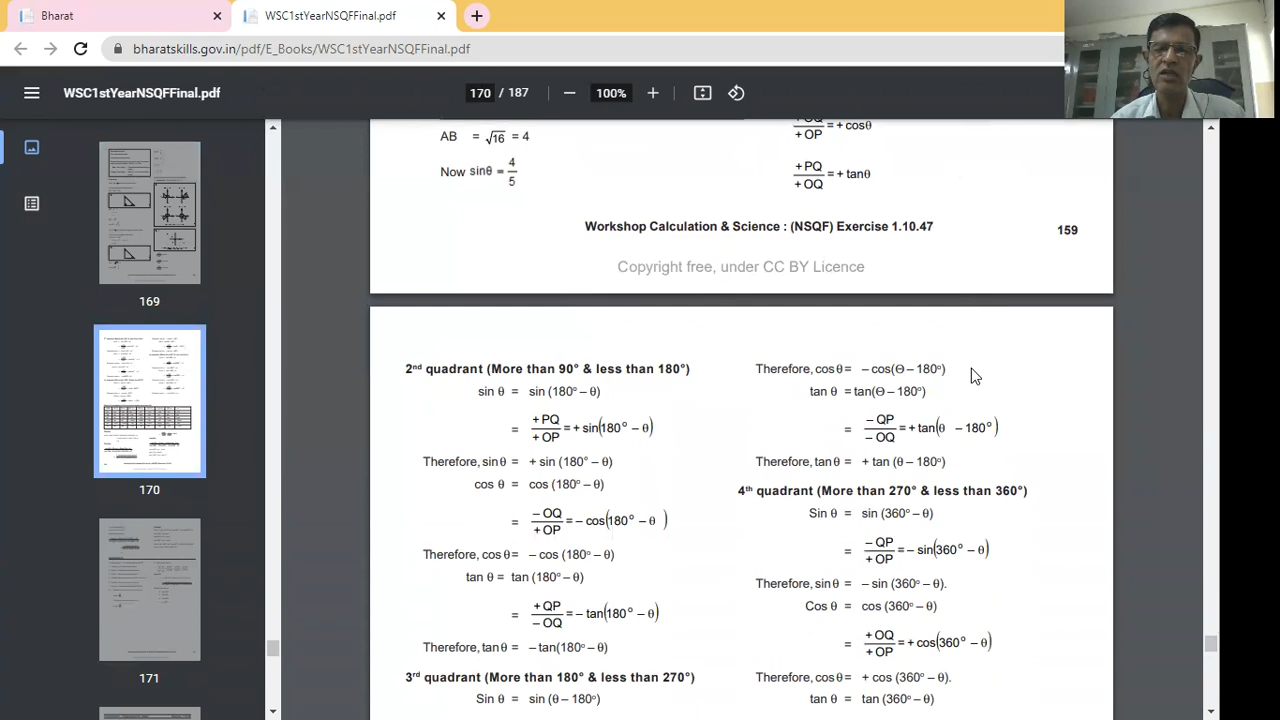 Bharat
WSC1stYearNSQFFinal.pdf
bharatskills.gov.in/pdf/E_Books/WSC1stYearNSQFFinal.pdf
WSC1stYearNSQFFinal.pdf
170 / 187
100%
169
170
171
AB = √16 = 4
Now sinθ = 4/5
+OQ/+OP = + cosθ
+PQ/+OQ = + tanθ
Workshop Calculation & Science : (NSQF) Exercise 1.10.47
159
Copyright free, under CC BY Licence
2nd quadrant (More than 90° & less than 180°)
sin θ = sin (180° – θ)
= +PQ/+OP = + sin(180° – θ)
Therefore, sin θ = + sin (180° – θ)
cos θ = cos (180° – θ)
= – OQ/+ OP = – cos(180° – θ )
Therefore, cos θ = – cos (180° – θ)
tan θ = tan (180° – θ)
= + QP/– OQ = – tan(180° – θ)
Therefore, tan θ = – tan(180° – θ)
3rd quadrant (More than 180° & less than 270°)
Sin θ = sin (θ – 180°)
Therefore, cos θ = – cos(Θ – 180°)
tan θ = tan(Θ – 180°)
= – QP/– OQ = + tan(θ – 180°)
Therefore, tan θ = + tan (θ – 180°)
4th quadrant (More than 270° & less than 360°)
Sin θ = sin (360° – θ)
= – QP/+ OP = – sin(360° – θ)
Therefore, sin θ = – sin (360° – θ).
Cos θ = cos (360° – θ)
= + OQ/+ OP = + cos(360° – θ)
Therefore, cos θ = + cos (360° – θ).
tan θ = tan (360° – θ)